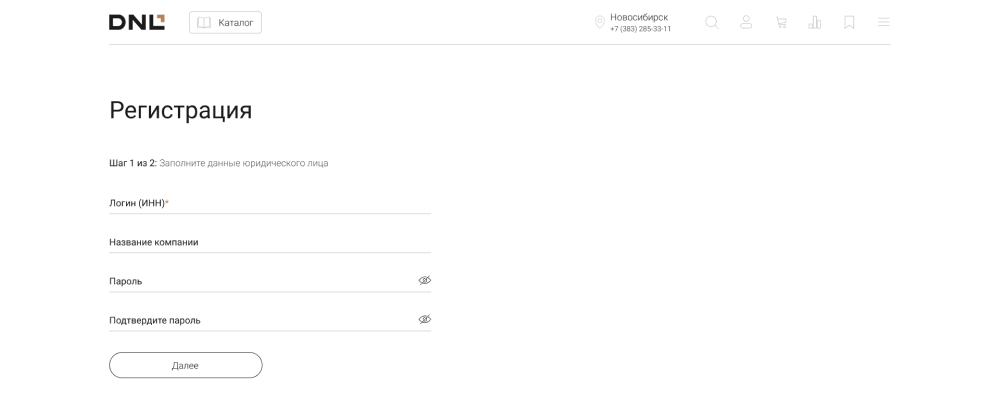 DNL
Каталог
Новосибирск
+7 (383) 285-33-11
Регистрация
Шаг 1 из 2: Заполните данные юридического лица
Логин (ИНН)*
Название компании
Пароль
Подтвердите пароль
Далее